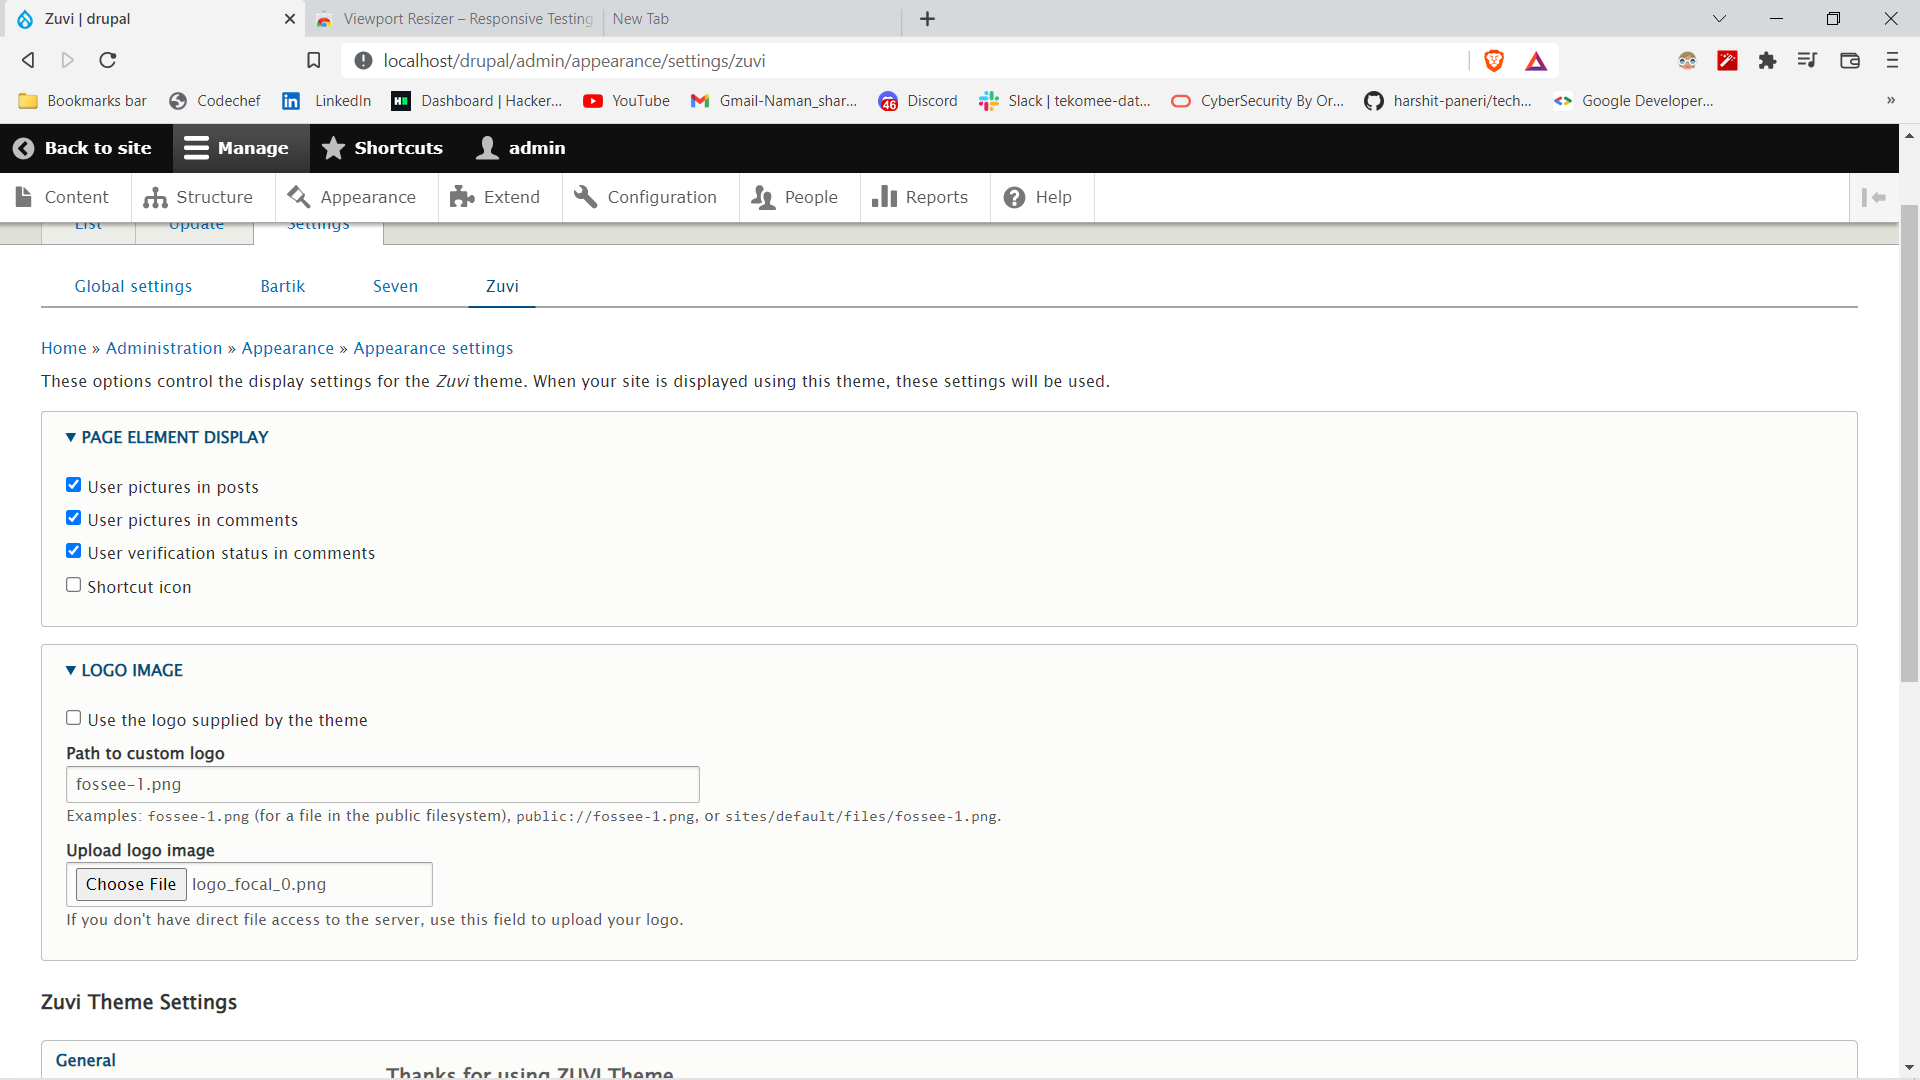 Zuvi | drupal
Viewport Resizer – Responsive Testing
New Tab
localhost/drupal/admin/appearance/settings/zuvi
Bookmarks bar
Codechef
LinkedIn
Dashboard | Hacker...
YouTube
Gmail-Naman_shar...
46
Discord
Slack | tekomee-dat...
CyberSecurity By Or...
harshit-paneri/tech...
Google Developer...
»
Back to site
Manage
Shortcuts
admin
Content
Structure
Appearance
Extend
Configuration
People
Reports
Help
List
Update
Settings
Global settings
Bartik
Seven
Zuvi
Home » Administration » Appearance » Appearance settings
These options control the display settings for the Zuvi theme. When your site is displayed using this theme, these settings will be used.
PAGE ELEMENT DISPLAY
User pictures in posts
User pictures in comments
User verification status in comments
Shortcut icon
LOGO IMAGE
Use the logo supplied by the theme
Path to custom logo
fossee-1.png
Examples: fossee-1.png (for a file in the public filesystem), public://fossee-1.png, or sites/default/files/fossee-1.png.
Upload logo image
Choose File logo_focal_0.png
If you don't have direct file access to the server, use this field to upload your logo.
Zuvi Theme Settings
General
Thanks for using ZUVI Theme